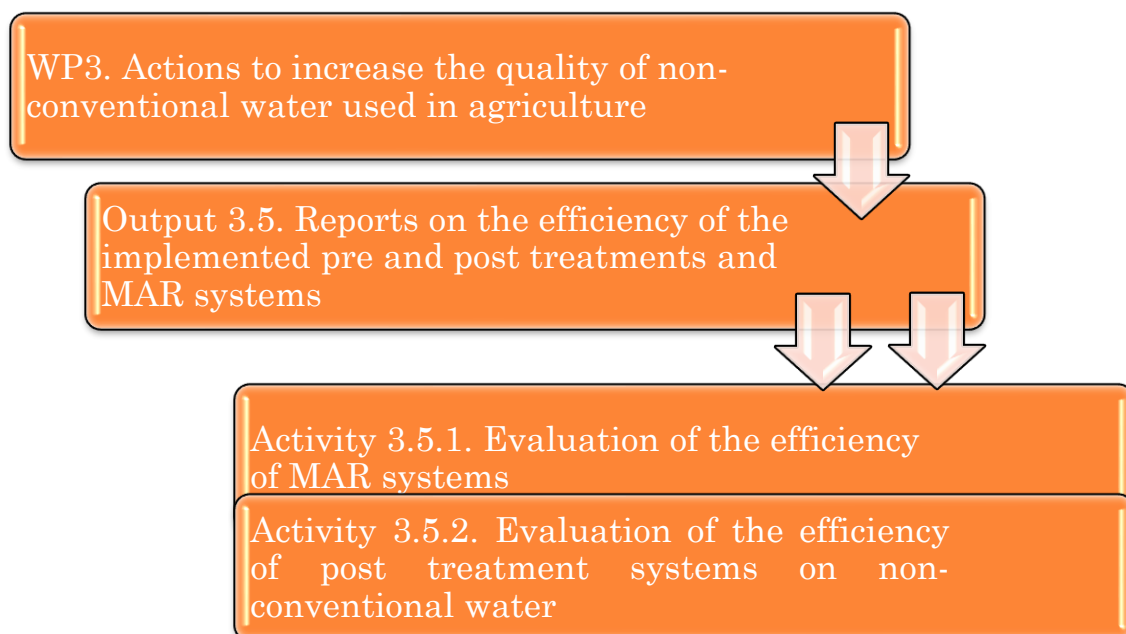 WP3. Actions to increase the quality of non-
conventional water used in agriculture
Output 3.5. Reports on the efficiency of the
implemented pre and post treatments and
MAR systems
Activity 3.5.1. Evaluation of the efficiency
of MAR systems
Activity 3.5.2. Evaluation of the efficiency
of post treatment systems on non-
conventional water